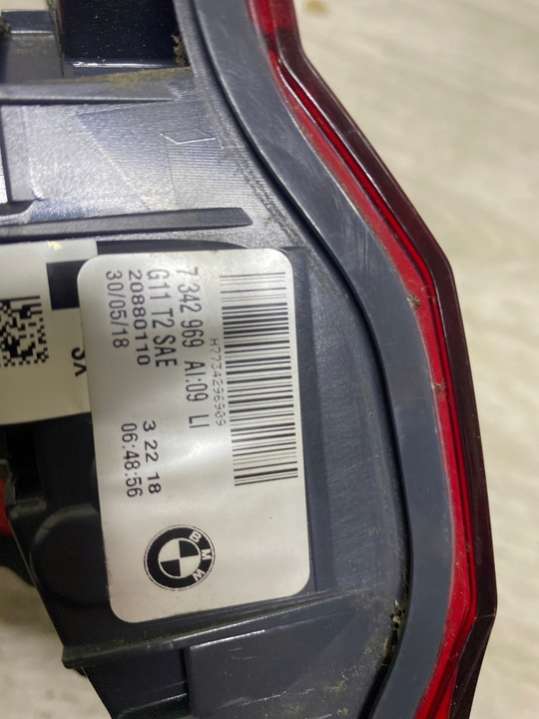 H7734296909
7 342 969 AI:09 LI
G11 T2 SAE
20880110 3 22 18
30/05/18 06:48:56
BMW